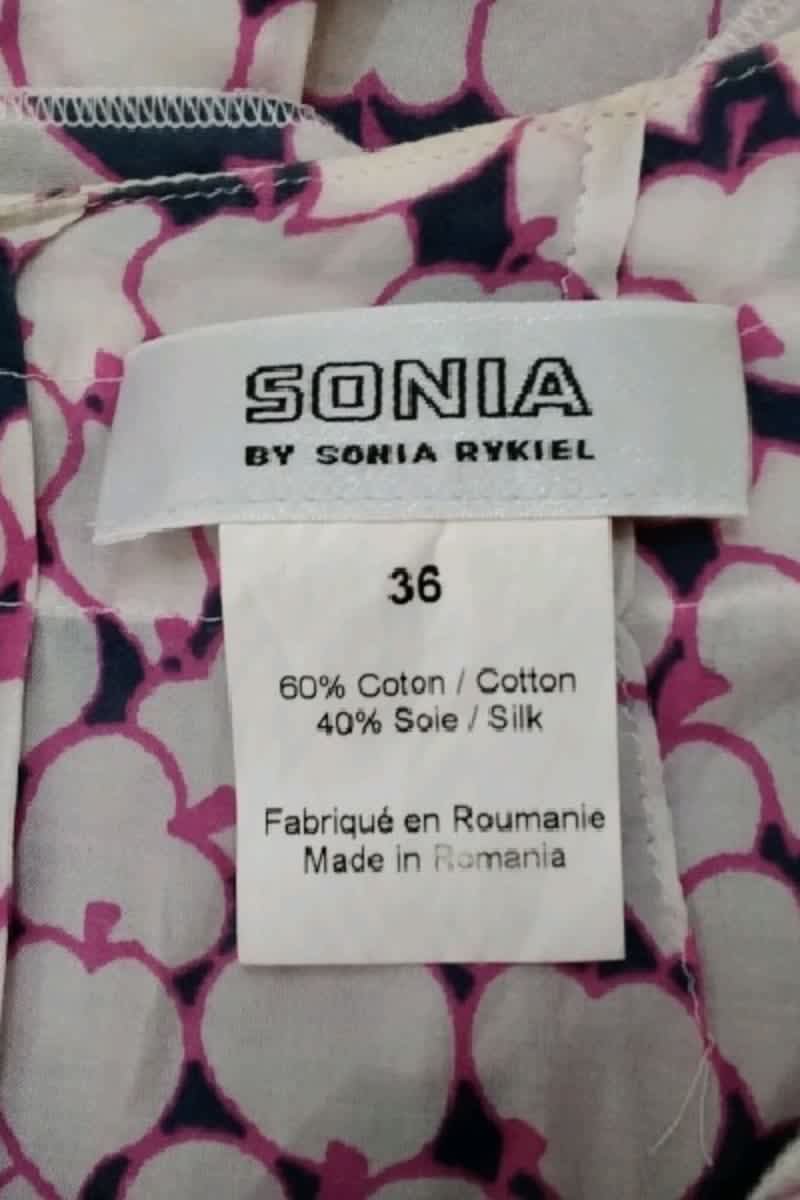 SONIA
BY SONIA RYKIEL
36
60% Coton / Cotton
40% Soie / Silk
Fabriqué en Roumanie
Made in Romania